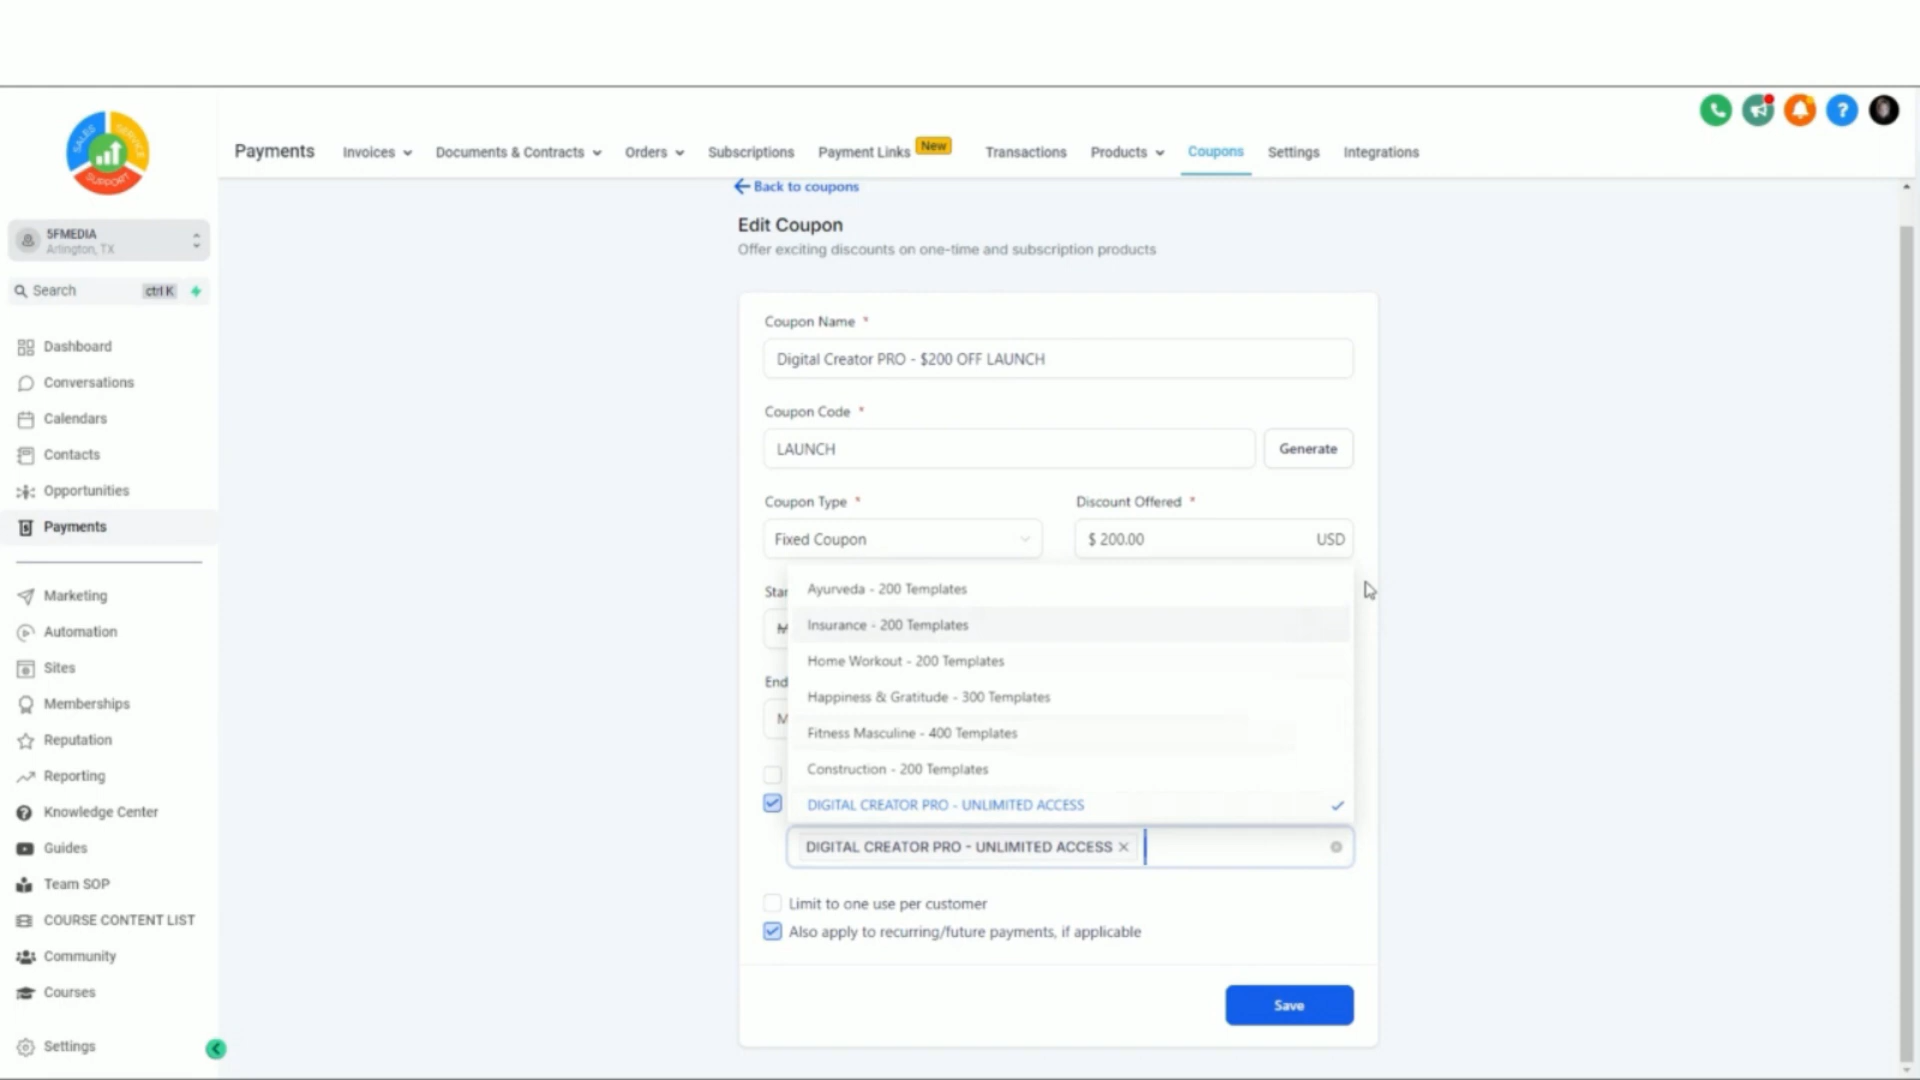 SALES
SERVICE
SUPPORT
Payments
Invoices
Documents & Contracts
Orders
Subscriptions
Payment Links
New
Transactions
Products
Coupons
Settings
Integrations
5FMEDIA
Arlington, TX
Search
ctrl K
Dashboard
Conversations
Calendars
Contacts
Opportunities
Payments
Marketing
Automation
Sites
Memberships
Reputation
Reporting
Knowledge Center
Guides
Team SOP
COURSE CONTENT LIST
Community
Courses
Settings
Back to coupons
Edit Coupon
Offer exciting discounts on one-time and subscription products
Coupon Name *
Digital Creator PRO - $200 OFF LAUNCH
Coupon Code *
LAUNCH
Generate
Coupon Type *
Discount Offered *
Fixed Coupon
$ 200.00
USD
Star
End
M
Ayurveda - 200 Templates
Insurance - 200 Templates
Home Workout - 200 Templates
Happiness & Gratitude - 300 Templates
Fitness Masculine - 400 Templates
Construction - 200 Templates
DIGITAL CREATOR PRO - UNLIMITED ACCESS
DIGITAL CREATOR PRO - UNLIMITED ACCESS
Limit to one use per customer
Also apply to recurring/future payments, if applicable
Save